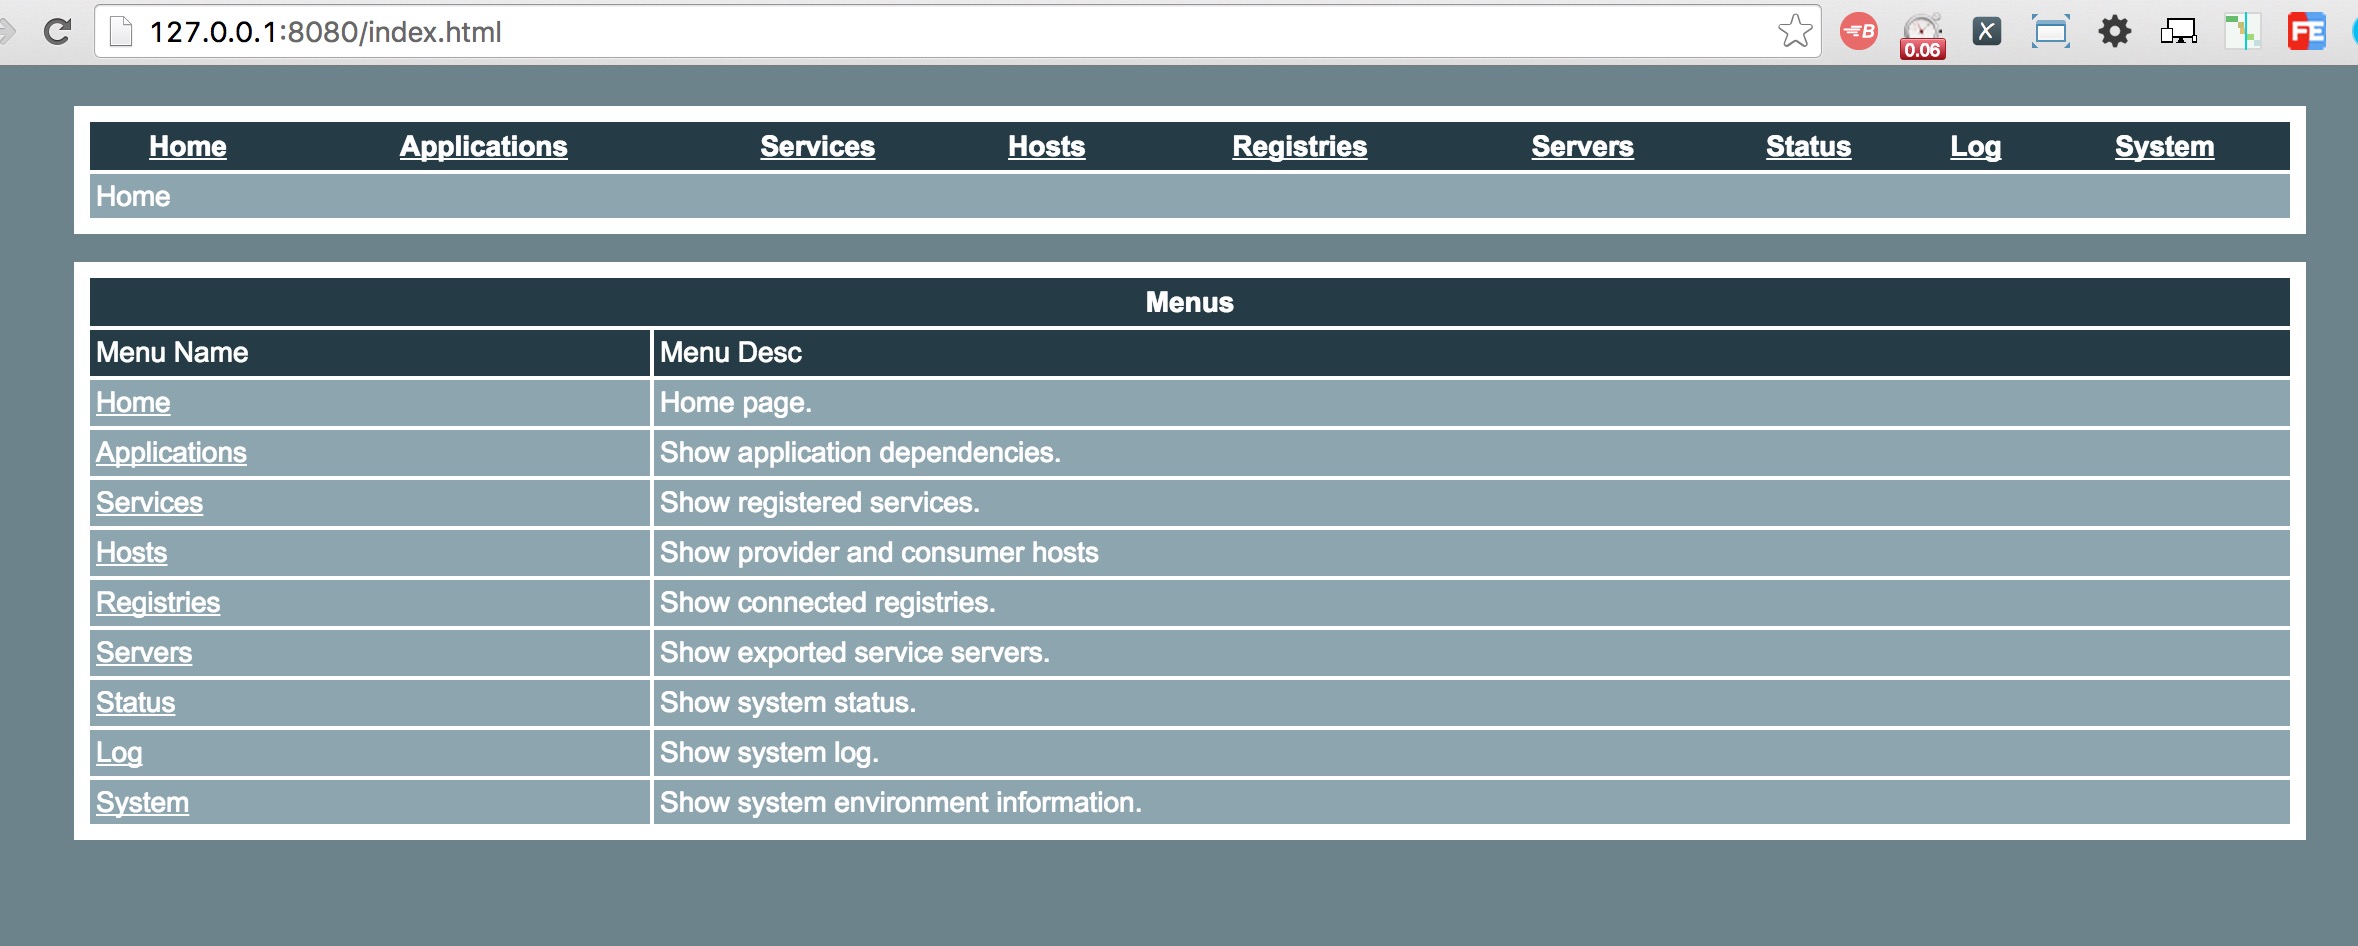 127.0.0.1:8080/index.html
B
0.06
X
FE
Home Applications Services Hosts Registries Servers Status Log System
Home
Menus
Menu Name Menu Desc
Home Home page.
Applications Show application dependencies.
Services Show registered services.
Hosts Show provider and consumer hosts
Registries Show connected registries.
Servers Show exported service servers.
Status Show system status.
Log Show system log.
System Show system environment information.